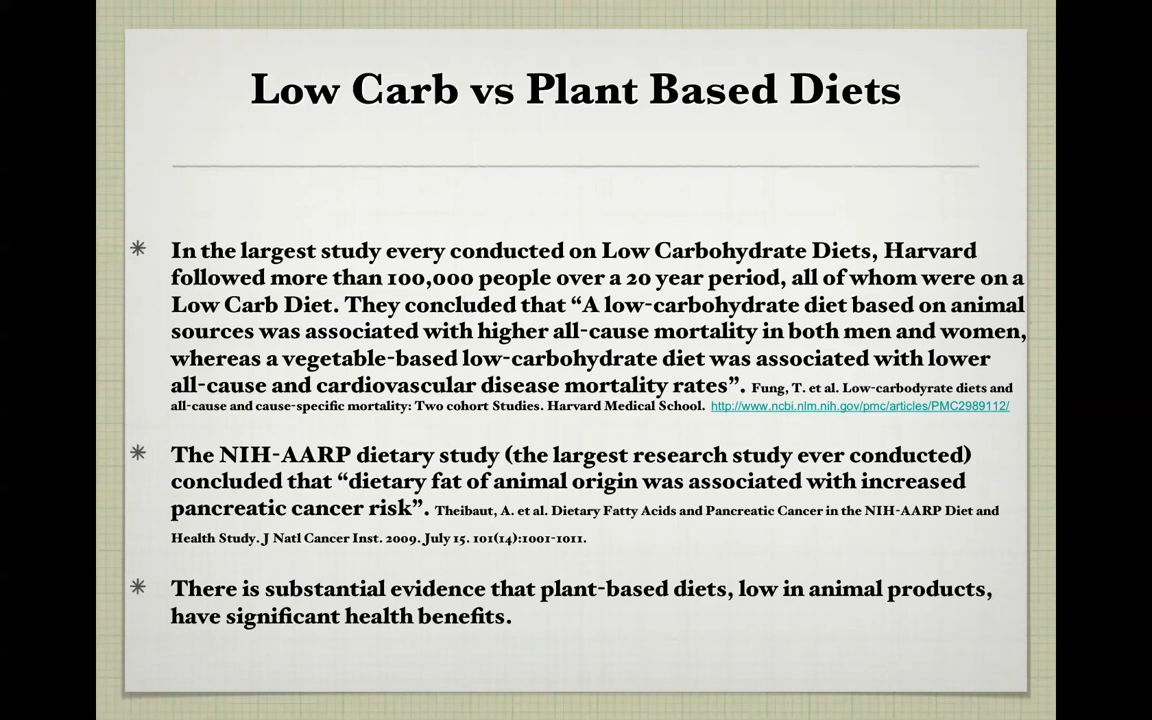 Low Carb vs Plant Based Diets
In the largest study every conducted on Low Carbohydrate Diets, Harvard
followed more than 100,000 people over a 20 year period, all of whom were on a
Low Carb Diet. They concluded that “A low-carbohydrate diet based on animal
sources was associated with higher all-cause mortality in both men and women,
whereas a vegetable-based low-carbohydrate diet was associated with lower
all-cause and cardiovascular disease mortality rates”. Fung, T. et al. Low-carbodyrate diets and
all-cause and cause-specific mortality: Two cohort Studies. Harvard Medical School. http://www.ncbi.nlm.nih.gov/pmc/articles/PMC2989112/
The NIH-AARP dietary study (the largest research study ever conducted)
concluded that “dietary fat of animal origin was associated with increased
pancreatic cancer risk”. Theibaut, A. et al. Dietary Fatty Acids and Pancreatic Cancer in the NIH-AARP Diet and
Health Study. J Natl Cancer Inst. 2009. July 15. 101(14):1001-1011.
There is substantial evidence that plant-based diets, low in animal products,
have significant health benefits.